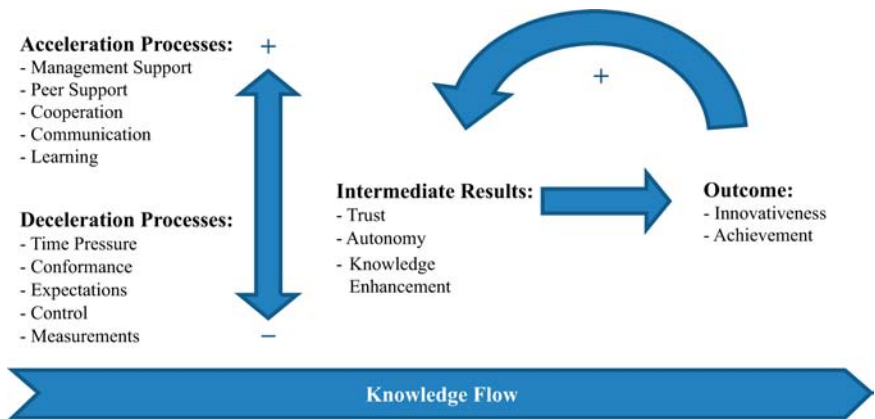 Acceleration Processes:
- Management Support
- Peer Support
- Cooperation
- Communication
- Learning
+
Deceleration Processes:
- Time Pressure
- Conformance
- Expectations
- Control
- Measurements
−
Intermediate Results:
- Trust
- Autonomy
- Knowledge
Enhancement
+
Outcome:
- Innovativeness
- Achievement
Knowledge Flow